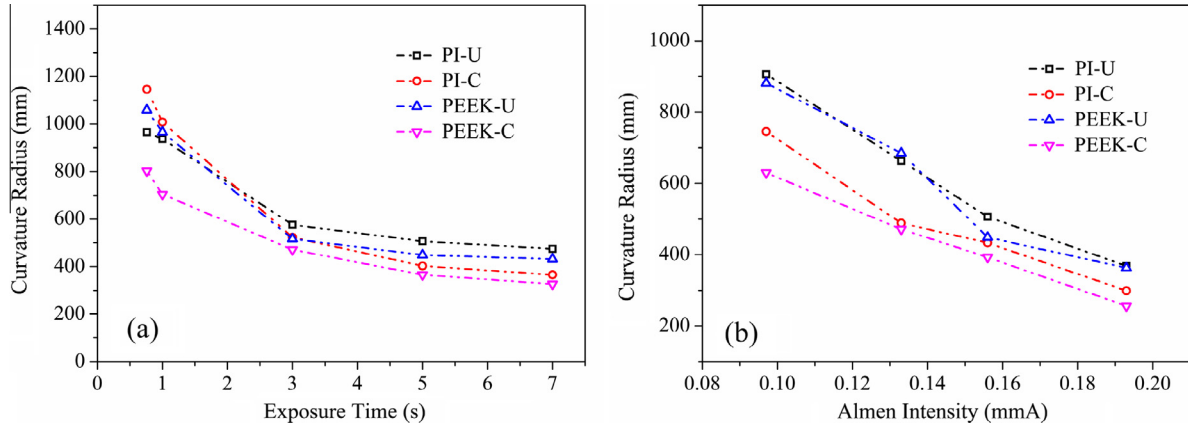 1400
1200
1000
800
600
400
200
0
Curvature Radius (mm)
PI-U
PI-C
PEEK-U
PEEK-C
(a)
0 1 2 3 4 5 6 7
Exposure Time (s)
1000
800
600
400
200
Curvature Radius (mm)
PI-U
PI-C
PEEK-U
PEEK-C
(b)
0.08 0.10 0.12 0.14 0.16 0.18 0.20
Almen Intensity (mmA)